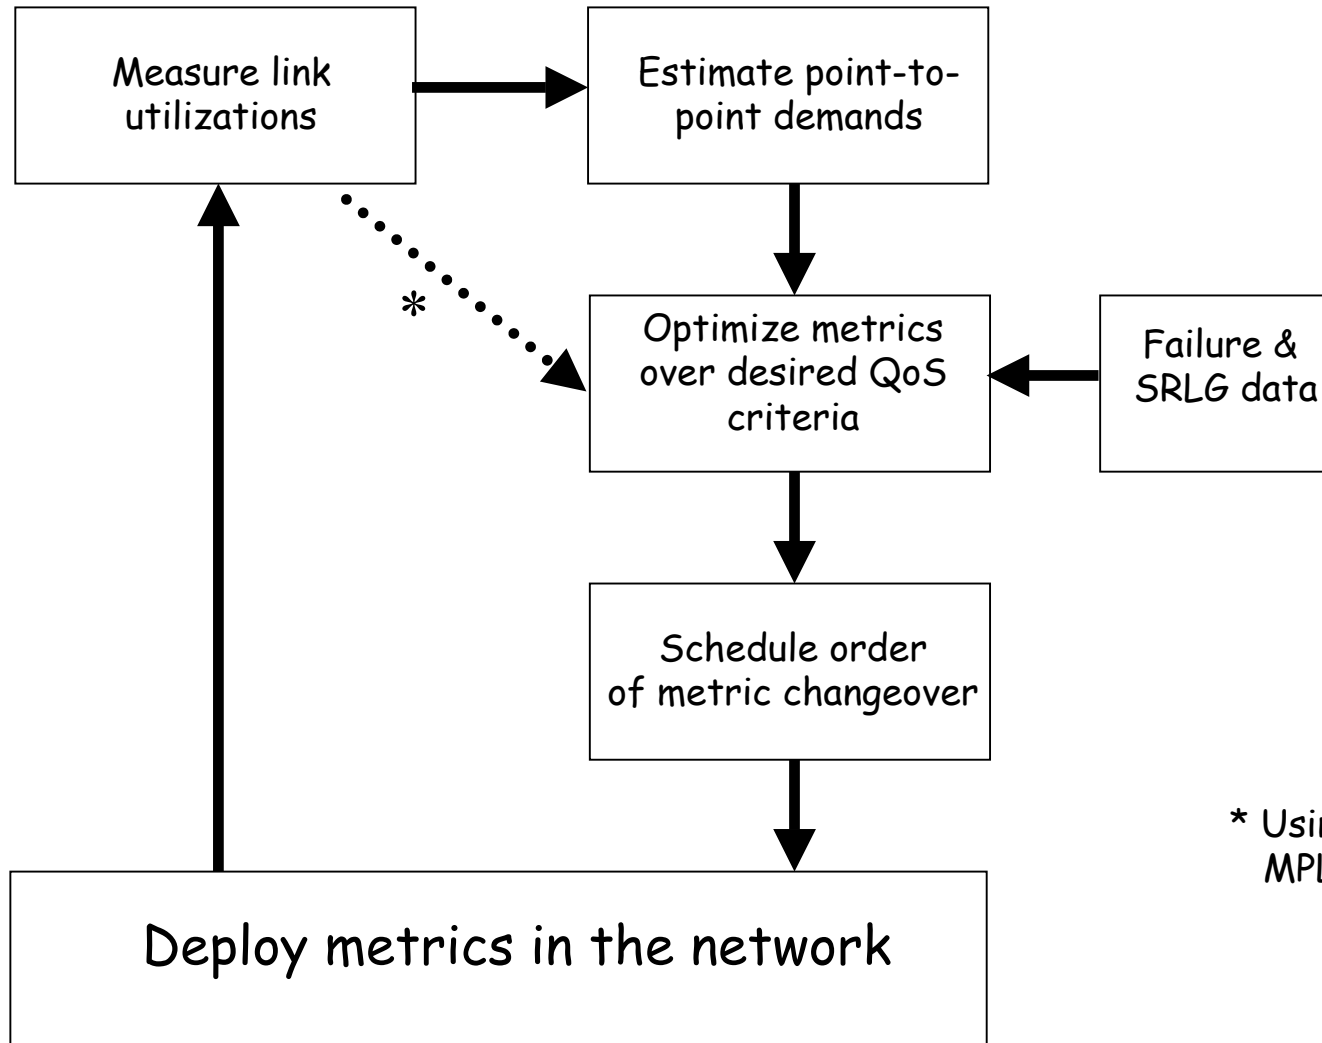 Measure link
utilizations
Estimate point-to-
point demands
*
Optimize metrics
over desired QoS
criteria
Failure &
SRLG data
Schedule order
of metric changeover
*
Deploy metrics in the network